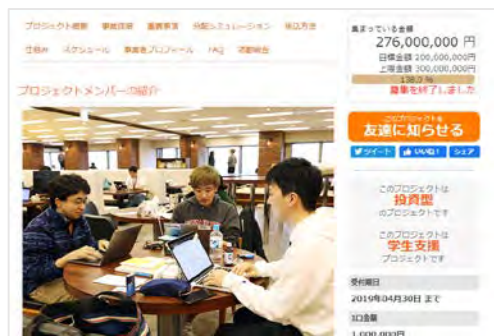 プロジェクト概要 事業詳細 重要事項 分配シミュレーション 申込方法
仕組み スケジュール 事業者プロフィール FAQ 活動報告
プロジェクトメンバーの紹介
集まっている金額
276,000,000 円
目標金額 200,000,000円
上限金額 300,000,000円
138.0 %
募集を終了しました
このプロジェクトを
友達に知らせる
ツイート いいね! シェア
このプロジェクトは
投資型
のプロジェクトです
このプロジェクトは
学生支援
プロジェクトです
受付期日
2019年04月30日 まで
1口金額
1,000,000円